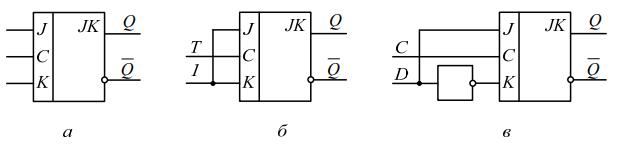 J JK Q
C
K Q̅
а
J JK Q
T C
1 K Q̅
б
J JK Q
C C
D K Q̅
в